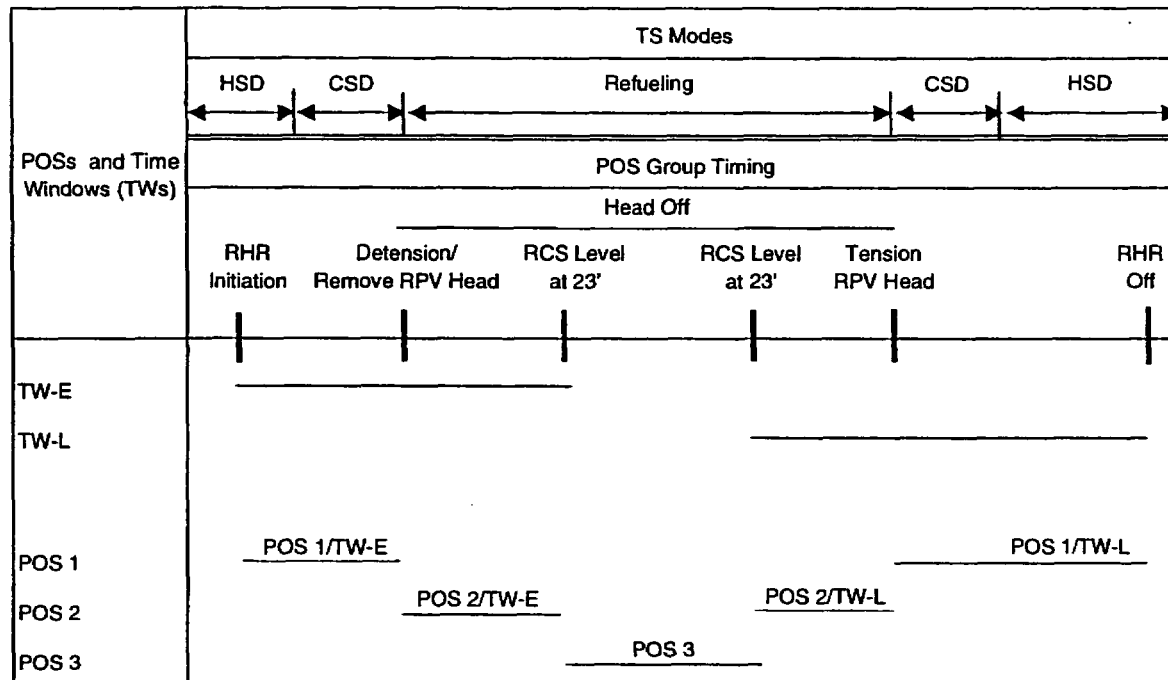 TS Modes
HSD CSD Refueling CSD HSD
POSs and Time
Windows (TWs)
POS Group Timing
Head Off
RHR
Initiation
Detension/
Remove RPV Head
RCS Level
at 23'
RCS Level
at 23'
Tension
RPV Head
RHR
Off
TW-E
TW-L
POS 1 POS 1/TW-E POS 1/TW-L
POS 2 POS 2/TW-E POS 2/TW-L
POS 3 POS 3